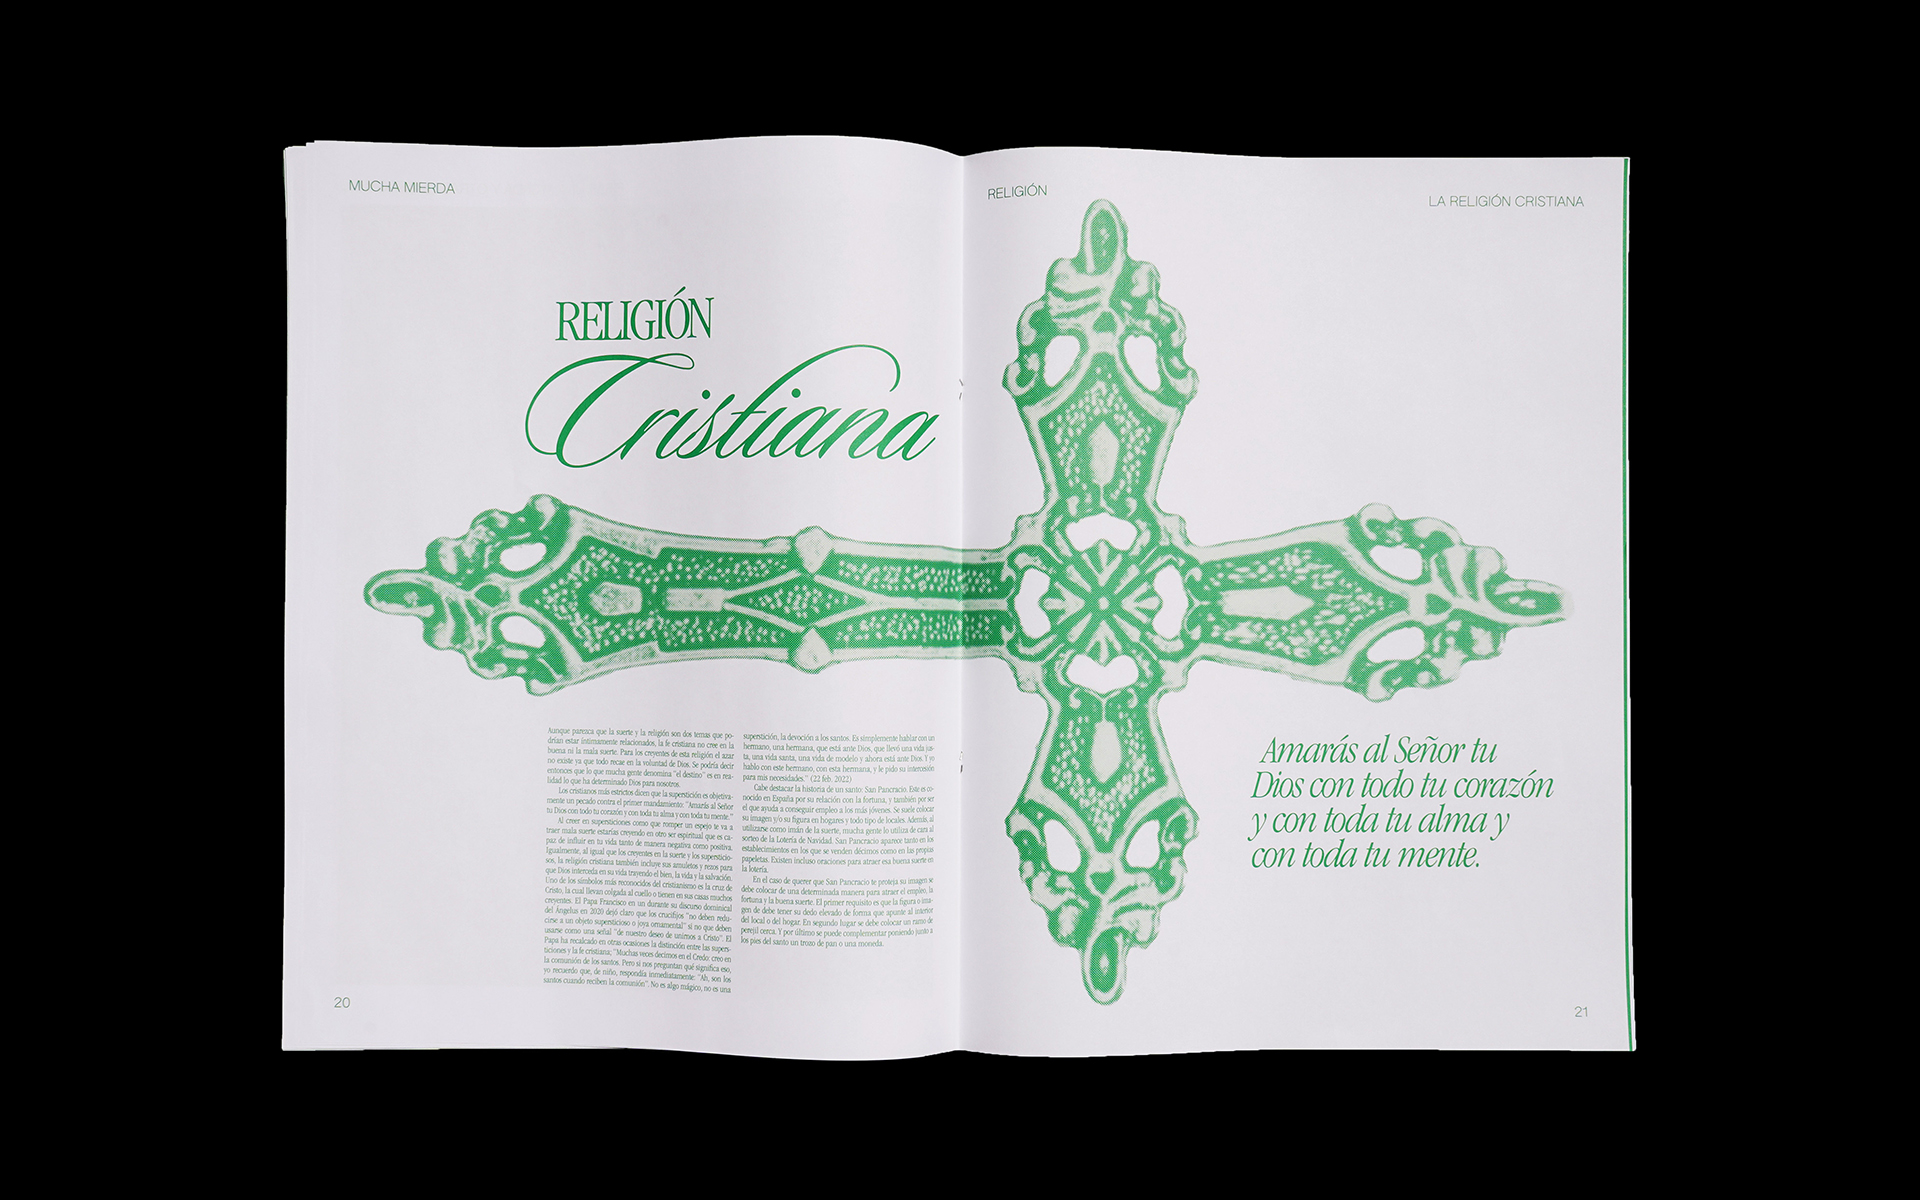 MUCHA MIERDA
RELIGIÓN
Cristiana
Aunque parezca que la suerte y la religión son dos temas que po-
drían estar íntimamente relacionados, la fe cristiana no cree en la
buena ni la mala suerte. Para los creyentes de esta religión el azar
no existe ya que todo recae en la voluntad de Dios. Se podría decir
entonces que lo que mucha gente denomina "el destino" es en rea-
lidad lo que ha determinado Dios para nosotros.
Los cristianos más estrictos dicen que la superstición es objetiva-
mente un pecado contra el primer mandamiento: "Amarás al Señor
tu Dios con todo tu corazón y con toda tu alma y con toda tu mente."
Al creer en supersticiones como que romper un espejo te va a
traer mala suerte estarías creyendo en otro ser espiritual que es ca-
paz de influir en tu vida tanto de manera negativa como positiva.
Igualmente, al igual que los creyentes en la suerte y los supersticio-
sos, la religión cristiana también incluye sus amuletos y rezos para
que Dios interceda en su vida trayendo el bien, la vida y la salvación.
Uno de los símbolos más reconocidos del cristianismo es la cruz de
Cristo, la cual llevan colgada al cuello o tienen en sus casas muchos
creyentes. El Papa Francisco en un durante su discurso dominical
del Ángelus en 2020 dejó claro que los crucifijos "no deben redu-
cirse a un objeto supersticioso o joya ornamental" si no que deben
usarse como una señal "de nuestro deseo de unirnos a Cristo". El
Papa ha recalcado en otras ocasiones la distinción entre las supers-
ticiones y la fe cristiana; "Muchas veces decimos en el Credo: creo en
la comunión de los santos. Pero si nos preguntan qué significa eso,
yo recuerdo que, de niño, respondía inmediatamente: "Ah, son los
santos cuando reciben la comunión". No es algo mágico, no es una
superstición, la devoción a los santos. Es simplemente hablar con un
hermano, una hermana, que está ante Dios, que llevó una vida jus-
ta, una vida santa, una vida de modelo y ahora está ante Dios. Y yo
hablo con este hermano, con esta hermana, y le pido su intercesión
para mis necesidades." (22 feb. 2022)
Cabe destacar la historia de un santo: San Pancracio. Este es co-
nocido en España por su relación con la fortuna, y también por ser
el que ayuda a conseguir empleo a los más jóvenes. Se suele colocar
su imagen y/o su figura en hogares y todo tipo de locales. Además, al
utilizarse como imán de la suerte, mucha gente lo utiliza de cara al
sorteo de la Lotería de Navidad. San Pancracio aparece tanto en los
establecimientos en los que se venden décimos como en las propias
papeletas. Existen incluso oraciones para atraer esa buena suerte en
la lotería.
En el caso de querer que San Pancracio te proteja su imagen se
debe colocar de una determinada manera para atraer el empleo, la
fortuna y la buena suerte. El primer requisito es que la figura o ima-
gen de debe tener su dedo elevado de forma que apunte al interior
del local o del hogar. En segundo lugar se debe colocar un ramo de
perejil cerca. Y por último se puede complementar poniendo junto a
los pies del santo un trozo de pan o una moneda.
20
RELIGIÓN
LA RELIGIÓN CRISTIANA
Amarás al Señor tu
Dios con todo tu corazón
y con toda tu alma y
con toda tu mente.
21